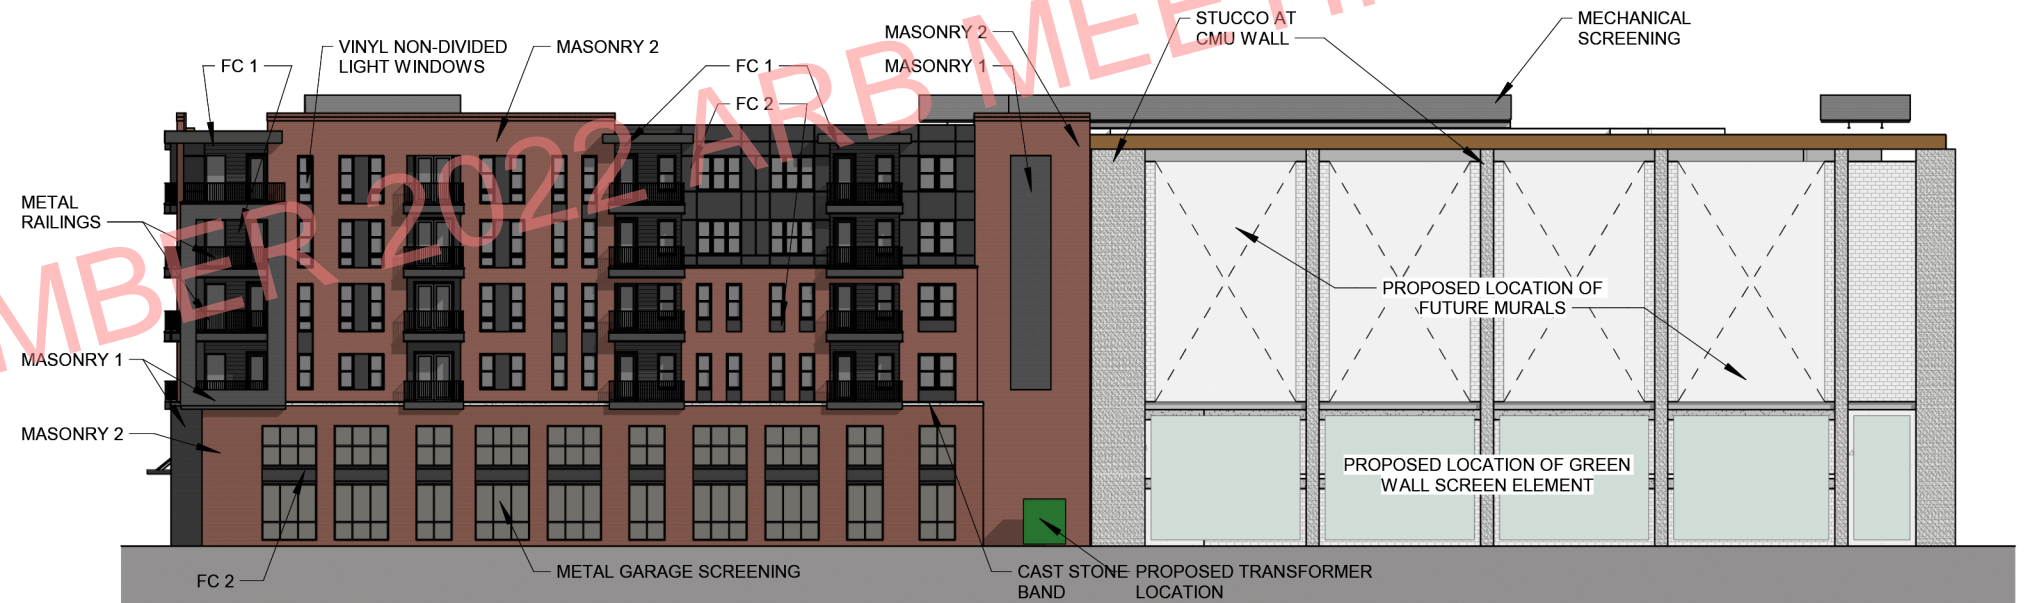 MBER 2022 ARB MEETI
STUCCO AT
CMU WALL
MECHANICAL
SCREENING
MASONRY 2
VINYL NON-DIVIDED
LIGHT WINDOWS
MASONRY 2
FC 1
FC 1
MASONRY 1
FC 2
METAL
RAILINGS
PROPOSED LOCATION OF
FUTURE MURALS
MASONRY 1
MASONRY 2
PROPOSED LOCATION OF GREEN
WALL SCREEN ELEMENT
FC 2
METAL GARAGE SCREENING
CAST STONE
BAND
PROPOSED TRANSFORMER
LOCATION